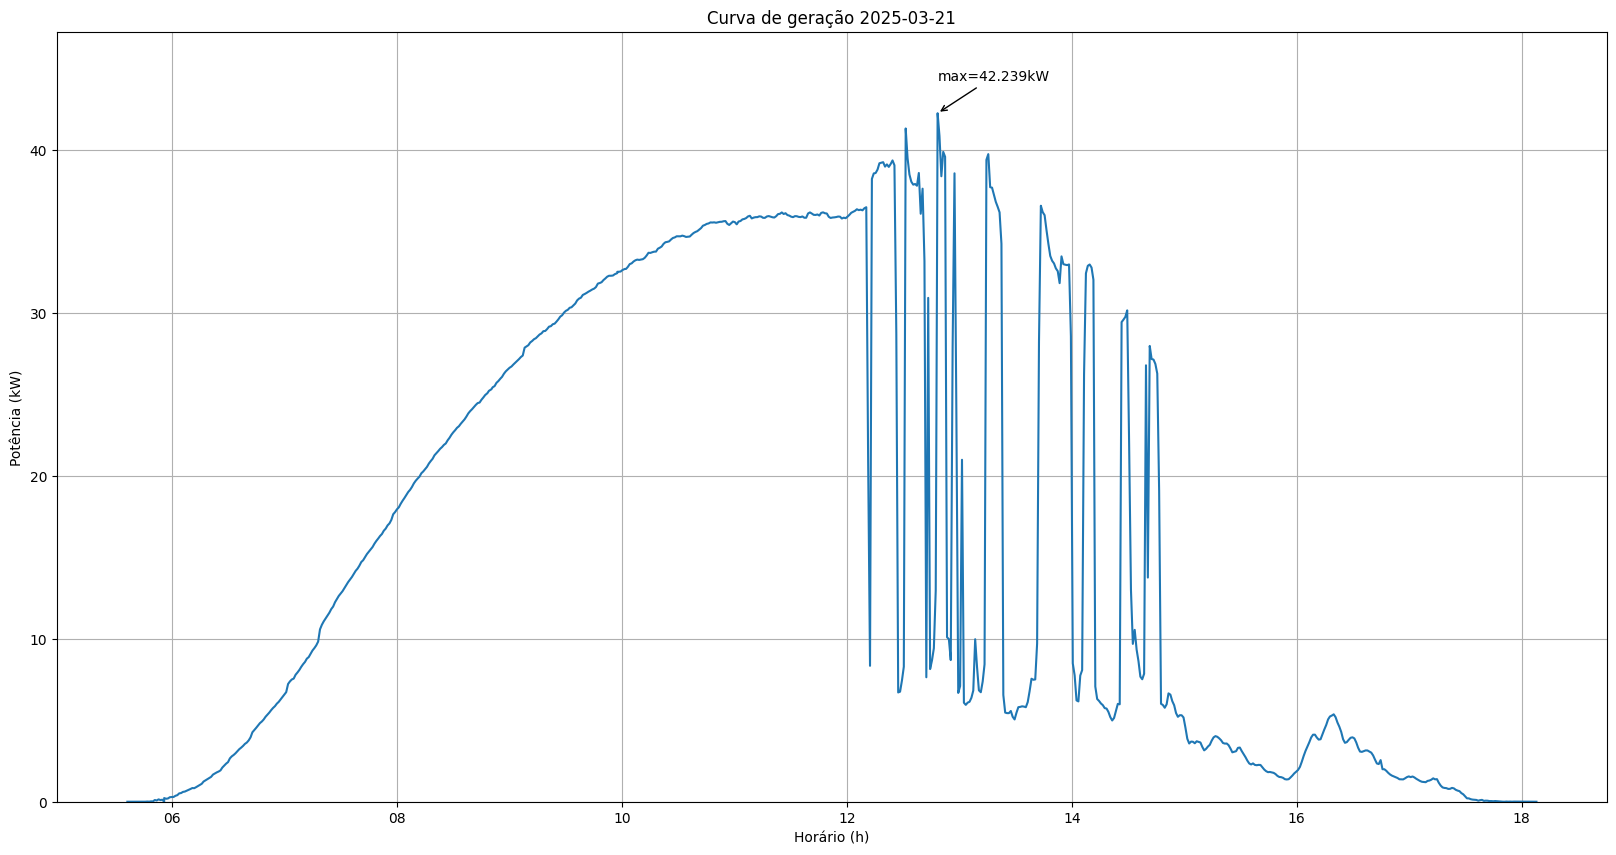 Curva de geração 2025-03-21
max=42.239kW
Potência (kW)
40
30
20
10
0
06 08 10 12 14 16 18
Horário (h)